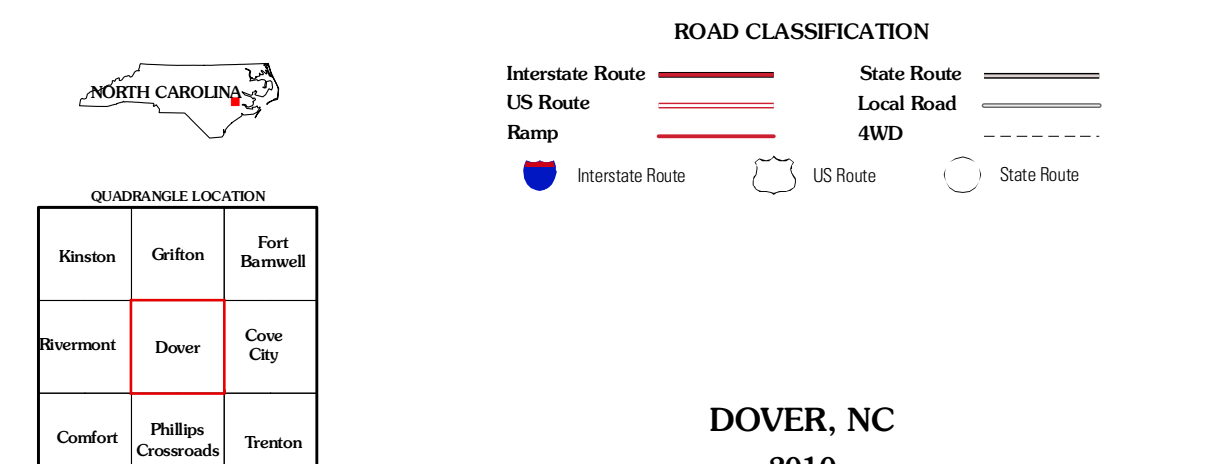 ROAD CLASSIFICATION
Interstate Route
State Route
US Route
Local Road
Ramp
4WD
Interstate Route
US Route
State Route
NORTH CAROLINA
QUADRANGLE LOCATION
Kinston
Grifton
Fort
Barnwell
Rivermont
Dover
Cove
City
Comfort
Phillips
Crossroads
Trenton
DOVER, NC
2010